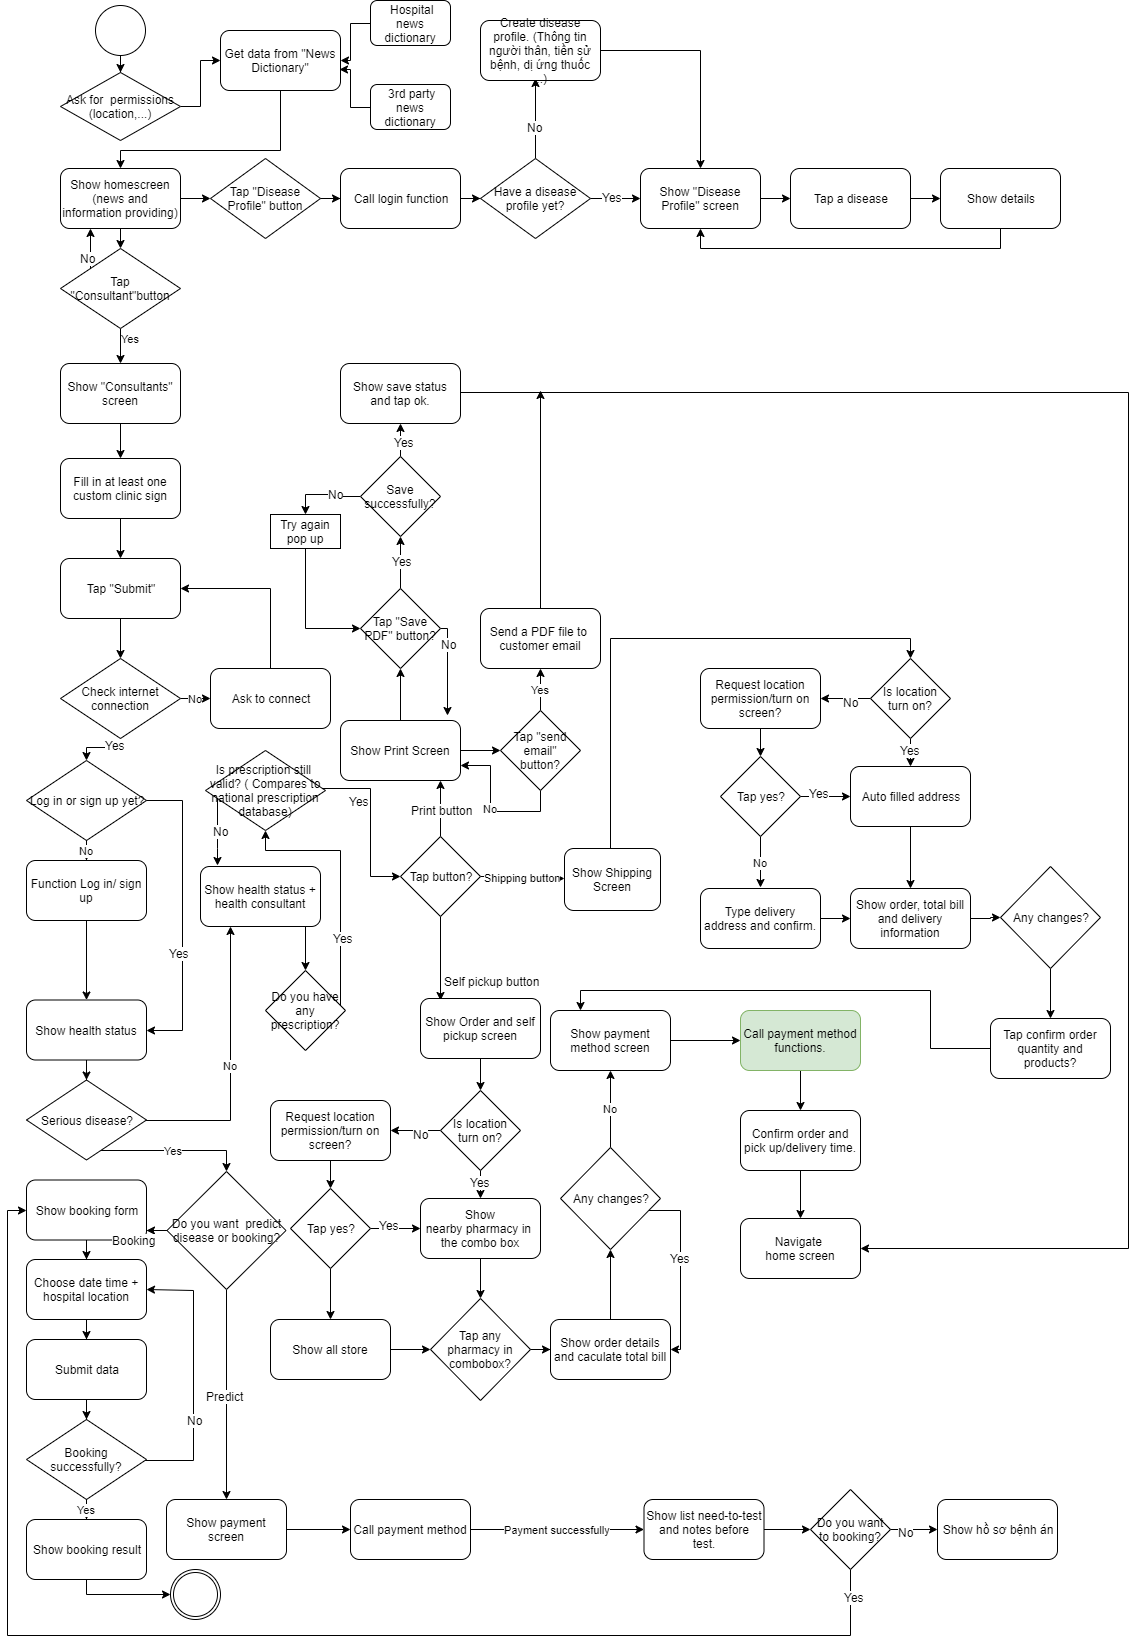 Hospital
news
dictionary
Create disease
profile. (Thông tin
người thân, tiền sử
bệnh, dị ứng thuốc
..)
Get data from "News
Dictionary"
Ask for  permissions
(location,...)
3rd party
news
dictionary
No
Show homescreen
(news and
information providing)
Tap "Disease
Profile" button
Call login function
Have a disease
profile yet?
Yes
Show "Disease
Profile" screen
Tap a disease
Show details
No
Tap
"Consultant"button
Yes
Show "Consultants"
screen
Show save status
and tap ok.
Yes
Fill in at least one
custom clinic sign
No
Save
successfully?
Try again
pop up
Yes
Tap "Submit"
Tap "Save
PDF" button?
No
Send a PDF file to
customer email
Check internet
connection
No
Ask to connect
Yes
Request location
permission/turn on
screen?
No
Is location
turn on?
Yes
Show Print Screen
Tap "send
email"
button?
Yes
Is prescription still
valid? ( Compares to
national prescription
database)
Yes
No
Log in or sign up yet?
Print button
Tap yes?
Yes
Auto filled address
No
No
Function Log in/ sign
up
Show health status +
health consultant
Tap button?
Shipping button
Show Shipping
Screen
No
Type delivery
address and confirm.
Show order, total bill
and delivery
information
Any changes?
Yes
Yes
Self pickup button
Do you have
any
prescription?
Show health status
Show Order and self
pickup screen
Show payment
method screen
Call payment method
functions.
Tap confirm order
quantity and
products?
No
Serious disease?
Yes
Request location
permission/turn on
screen?
No
Is location
turn on?
No
Confirm order and
pick up/delivery time.
Yes
Show booking form
Booking
Do you want  predict
disease or booking?
Tap yes?
Yes
Show
nearby pharmacy in
the combo box
Any changes?
Yes
Navigate
home screen
Choose date time +
hospital location
Show all store
Tap any
pharmacy in
combobox?
Show order details
and caculate total bill
Submit data
Predict
No
Booking
successfully?
Yes
Show booking result
Show payment
screen
Call payment method
Payment successfully
Show list need-to-test
and notes before
test.
Do you want
to booking?
No
Show hồ sơ bệnh án
Yes